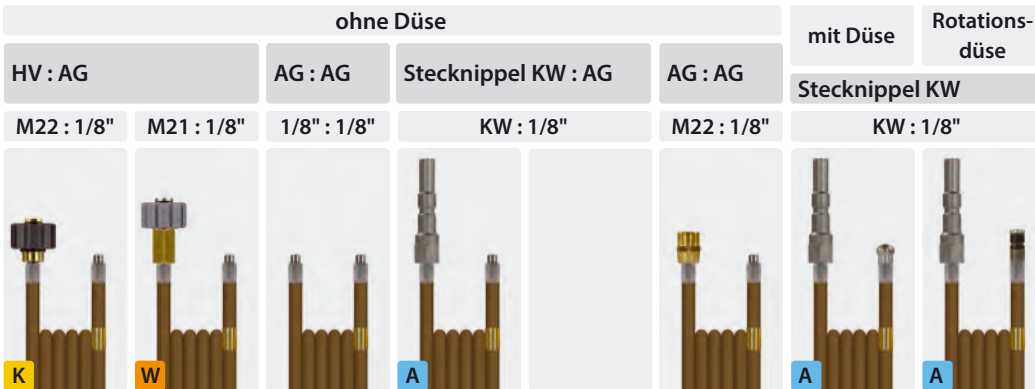 ohne Düse
mit Düse
Rotations-
düse
HV : AG
AG : AG
Stecknippel KW : AG
AG : AG
Stecknippel KW
M22 : 1/8"
M21 : 1/8"
1/8" : 1/8"
KW : 1/8"
M22 : 1/8"
KW : 1/8"
K
W
A
A
A